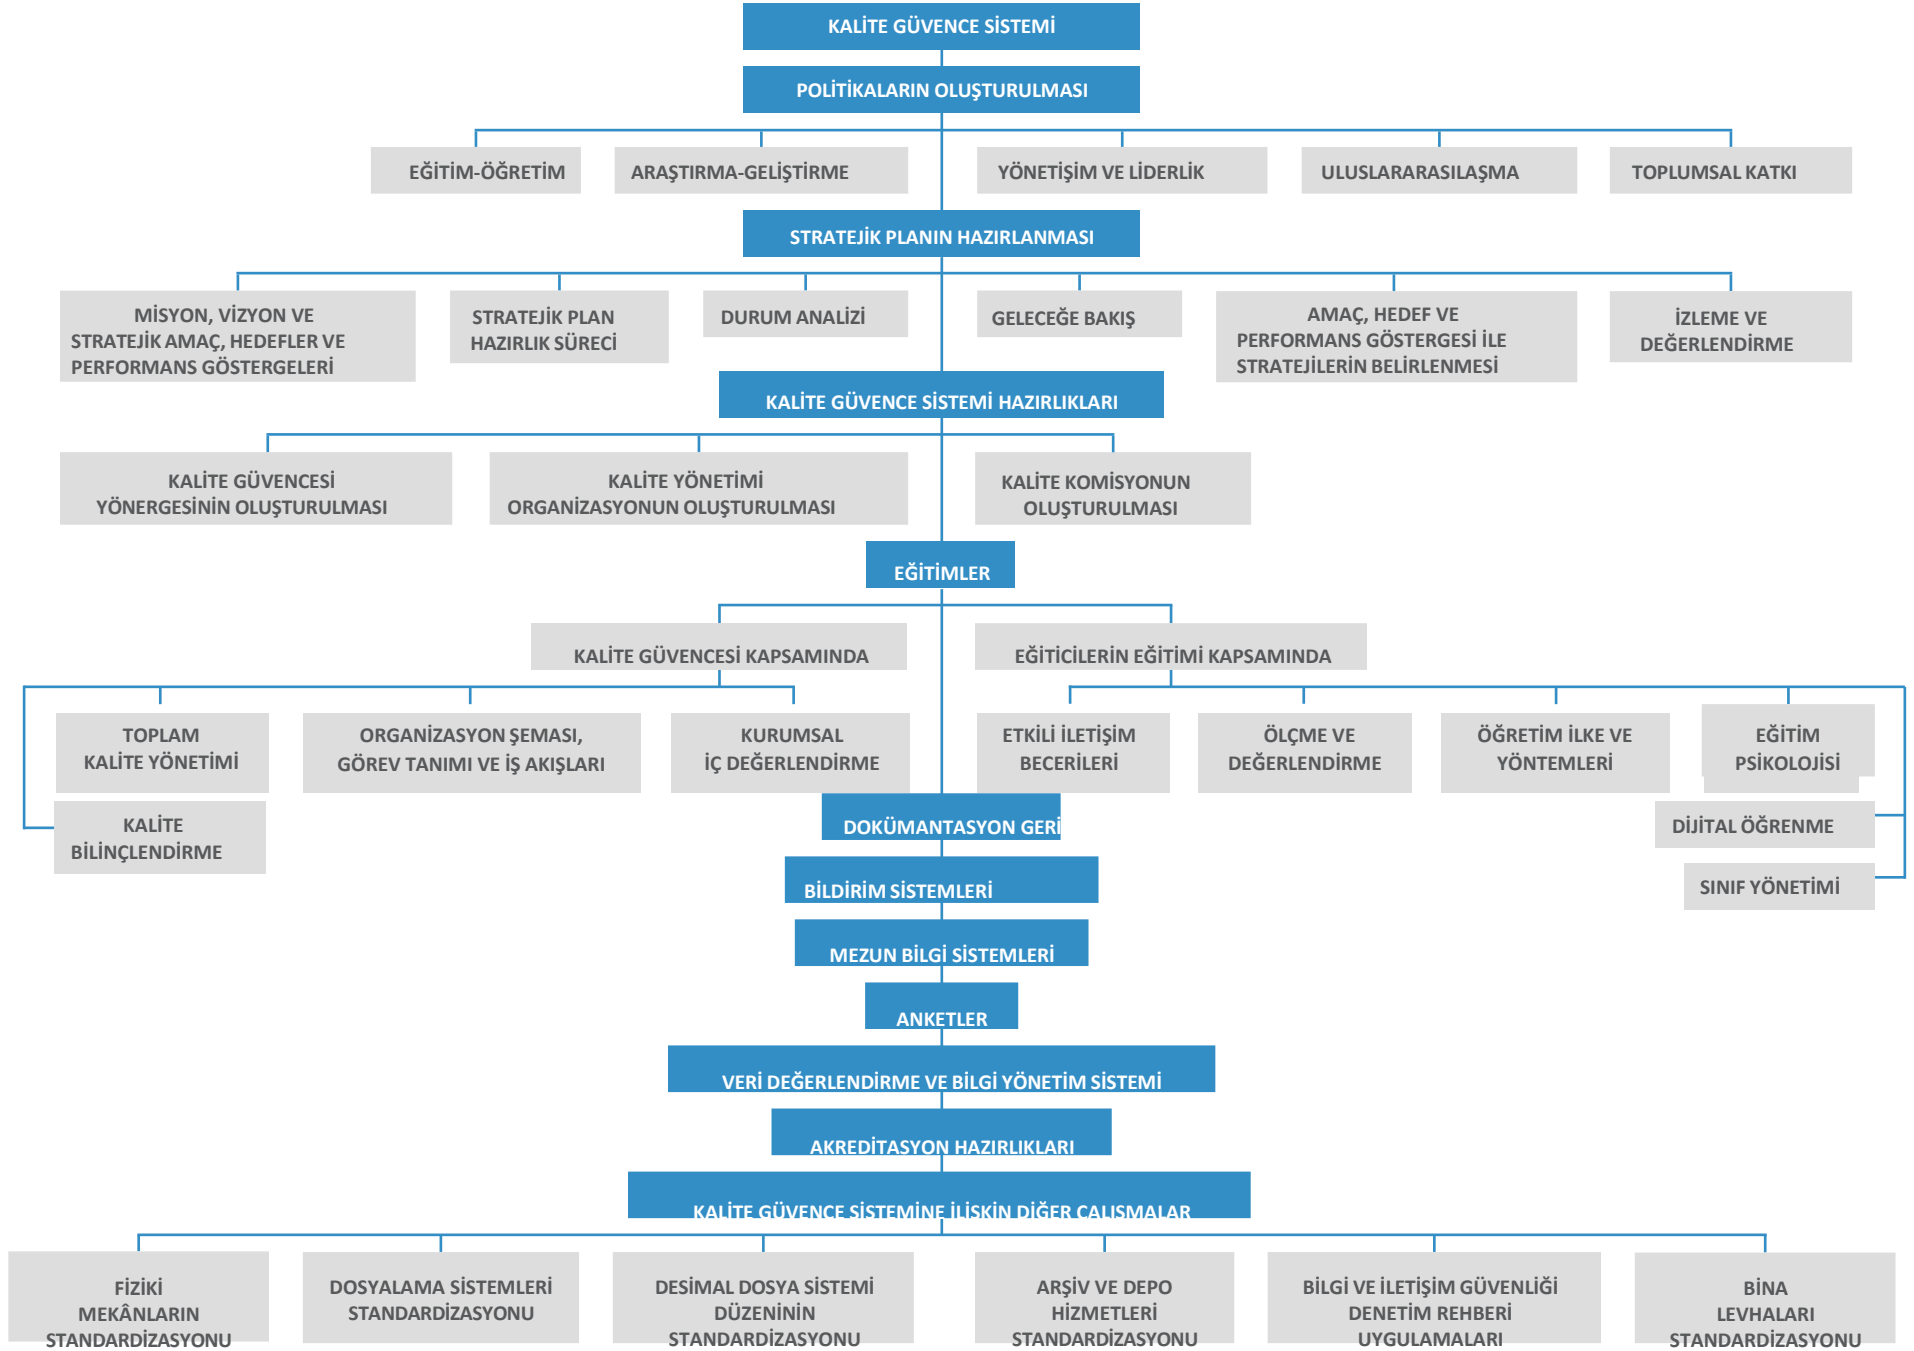 KALİTE GÜVENCE SİSTEMİ
POLİTİKALARIN OLUŞTURULMASI
EĞİTİM-ÖĞRETİM
ARAŞTIRMA-GELİŞTİRME
YÖNETİŞİM VE LİDERLİK
ULUSLARARASILAŞMA
TOPLUMSAL KATKI
STRATEJİK PLANIN HAZIRLANMASI
MİSYON, VİZYON VE
STRATEJİK AMAÇ, HEDEFLER VE
PERFORMANS GÖSTERGELERİ
STRATEJİK PLAN
HAZIRLIK SÜRECİ
DURUM ANALİZİ
GELECEĞE BAKIŞ
AMAÇ, HEDEF VE
PERFORMANS GÖSTERGESİ İLE
STRATEJİLERİN BELİRLENMESİ
İZLEME VE
DEĞERLENDİRME
KALİTE GÜVENCE SİSTEMİ HAZIRLIKLARI
KALİTE GÜVENCESİ
YÖNERGESİNİN OLUŞTURULMASI
KALİTE YÖNETİMİ
ORGANİZASYONUN OLUŞTURULMASI
KALİTE KOMİSYONUN
OLUŞTURULMASI
EĞİTİMLER
KALİTE GÜVENCESİ KAPSAMINDA
EĞİTİCİLERİN EĞİTİMİ KAPSAMINDA
TOPLAM
KALİTE YÖNETİMİ
ORGANİZASYON ŞEMASI,
GÖREV TANIMI VE İŞ AKIŞLARI
KURUMSAL
İÇ DEĞERLENDİRME
ETKİLİ İLETİŞİM
BECERİLERİ
ÖLÇME VE
DEĞERLENDİRME
ÖĞRETİM İLKE VE
YÖNTEMLERİ
EĞİTİM
PSİKOLOJİSİ
KALİTE
BİLİNÇLENDİRME
DOKÜMANTASYON GERİ
DİJİTAL ÖĞRENME
BİLDİRİM SİSTEMLERİ
SINIF YÖNETİMİ
MEZUN BİLGİ SİSTEMLERİ
ANKETLER
VERİ DEĞERLENDİRME VE BİLGİ YÖNETİM SİSTEMİ
AKREDİTASYON HAZIRLIKLARI
KALİTE GÜVENCE SİSTEMİNE İLİŞKİN DİĞER ÇALIŞMALAR
FİZİKİ
MEKÂNLARIN
STANDARDİZASYONU
DOSYALAMA SİSTEMLERİ
STANDARDİZASYONU
DESİMAL DOSYA SİSTEMİ
DÜZENİNİN
STANDARDİZASYONU
ARŞİV VE DEPO
HİZMETLERİ
STANDARDİZASYONU
BİLGİ VE İLETİŞİM GÜVENLİĞİ
DENETİM REHBERİ
UYGULAMALARI
BİNA
LEVHALARI
STANDARDİZASYONU